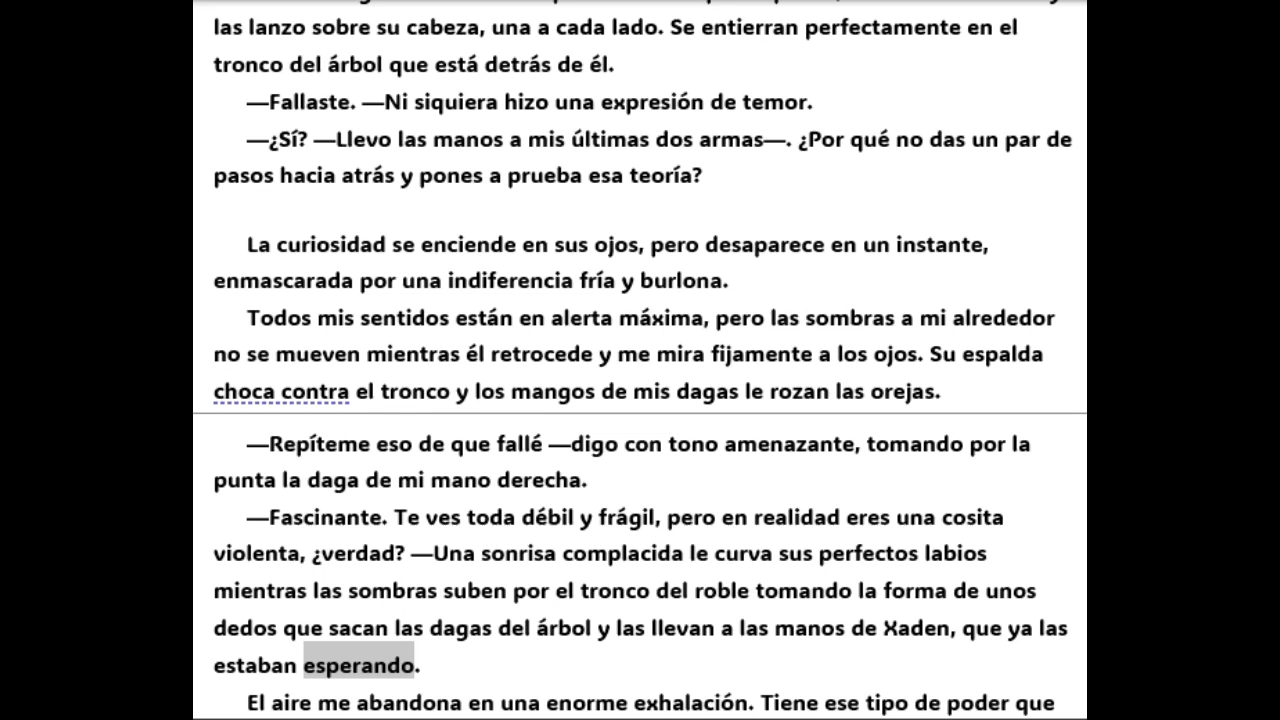 las lanzo sobre su cabeza, una a cada lado. Se entierran perfectamente en el
tronco del árbol que está detrás de él.
—Fallaste. —Ni siquiera hizo una expresión de temor.
—¿Sí? —Llevo las manos a mis últimas dos armas—. ¿Por qué no das un par de
pasos hacia atrás y pones a prueba esa teoría?
La curiosidad se enciende en sus ojos, pero desaparece en un instante,
enmascarada por una indiferencia fría y burlona.
Todos mis sentidos están en alerta máxima, pero las sombras a mi alrededor
no se mueven mientras él retrocede y me mira fijamente a los ojos. Su espalda
choca contra el tronco y los mangos de mis dagas le rozan las orejas.
—Repíteme eso de que fallé —digo con tono amenazante, tomando por la
punta la daga de mi mano derecha.
—Fascinante. Te ves toda débil y frágil, pero en realidad eres una cosita
violenta, ¿verdad? —Una sonrisa complacida le curva sus perfectos labios
mientras las sombras suben por el tronco del roble tomando la forma de unos
dedos que sacan las dagas del árbol y las llevan a las manos de Xaden, que ya las
estaban esperando.
El aire me abandona en una enorme exhalación. Tiene ese tipo de poder que